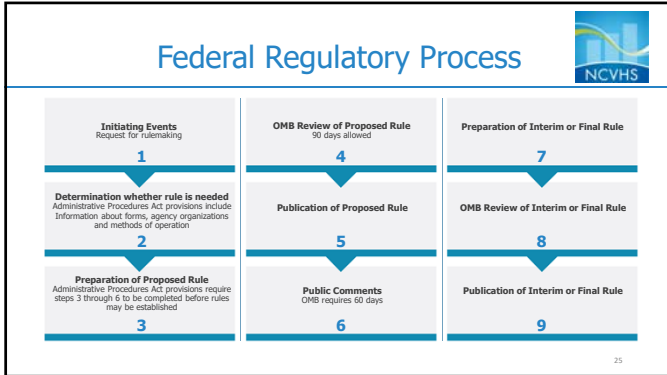 Federal Regulatory Process
NCVHS
Initiating Events
Request for rulemaking
1
Determination whether rule is needed
Administrative Procedures Act provisions include
Information about forms, agency organizations
and methods of operation
2
Preparation of Proposed Rule
Administrative Procedures Act provisions require
steps 3 through 6 to be completed before rules
may be established
3
OMB Review of Proposed Rule
90 days allowed
4
Publication of Proposed Rule
5
Public Comments
OMB requires 60 days
6
Preparation of Interim or Final Rule
7
OMB Review of Interim or Final Rule
8
Publication of Interim or Final Rule
9
25